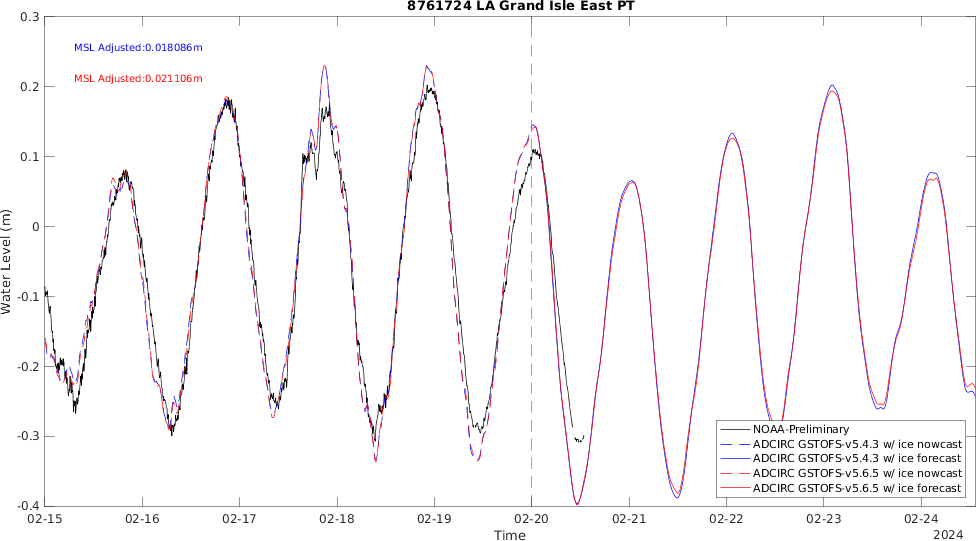 8761724 LA Grand Isle East PT
MSL Adjusted:0.018086m
MSL Adjusted:0.021106m
Water Level (m)
0.3
0.2
0.1
0
-0.1
-0.2
-0.3
-0.4
NOAA-Preliminary
ADCIRC GSTOFS-v5.4.3 w/ ice nowcast
ADCIRC GSTOFS-v5.4.3 w/ ice forecast
ADCIRC GSTOFS-v5.6.5 w/ ice nowcast
ADCIRC GSTOFS-v5.6.5 w/ ice forecast
02-15 02-16 02-17 02-18 02-19 02-20 02-21 02-22 02-23 02-24
Time
2024